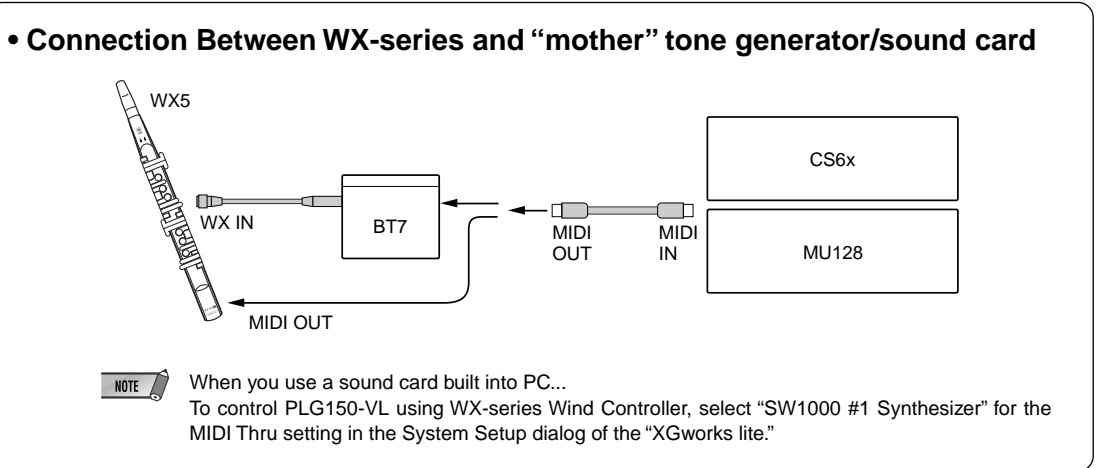 • Connection Between WX-series and “mother” tone generator/sound card
WX5
WX IN
BT7
MIDI OUT
MIDI IN
CS6x
MU128
MIDI OUT
NOTE
When you use a sound card built into PC...
To control PLG150-VL using WX-series Wind Controller, select “SW1000 #1 Synthesizer” for the
MIDI Thru setting in the System Setup dialog of the “XGworks lite.”